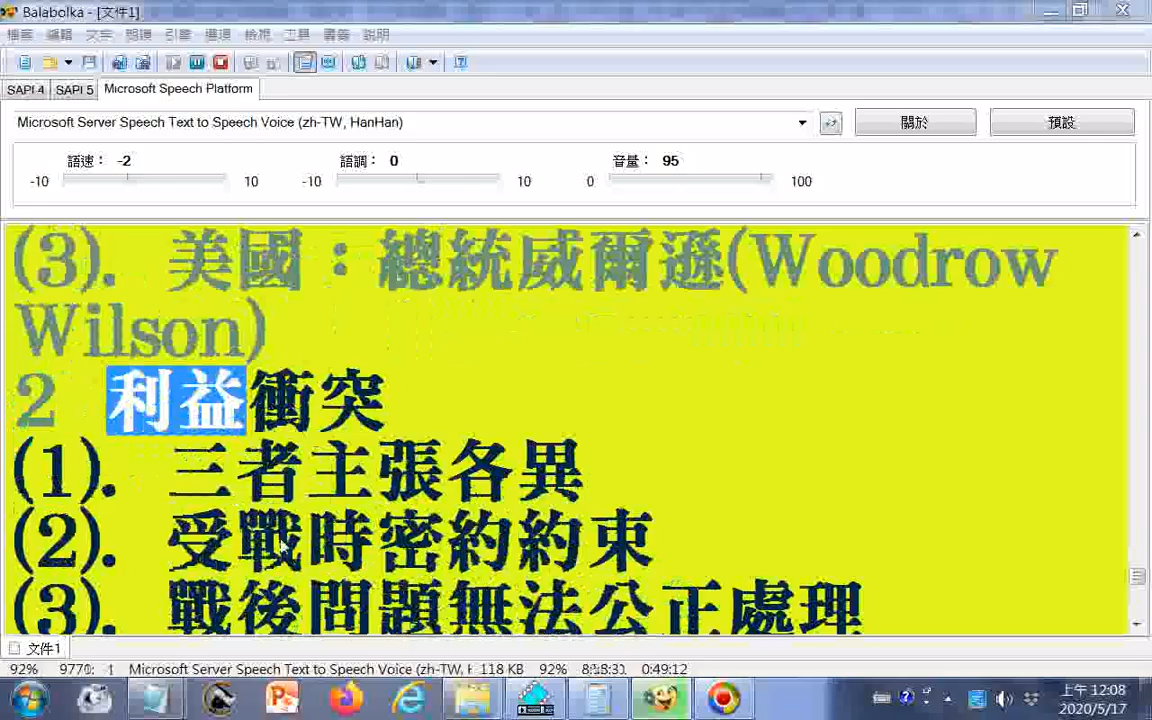 Balabolka - [文件1]
檔案 編輯 文字 閱讀 引擎 選項 檢視 工具 書籤 說明
SAPI 4 SAPI 5 Microsoft Speech Platform
Microsoft Server Speech Text to Speech Voice (zh-TW, HanHan) 關於 預設
語速： -2 語調： 0 音量： 95
-10 10 -10 10 0 100
(3). 美國：總統威爾遜(Woodrow
Wilson)
2 利益衝突
(1). 三者主張各異
(2). 受戰時密約約束
(3). 戰後問題無法公正處理
文件1
92% Microsoft Server Speech Text to Speech Voice (zh-TW, H 118 KB 92% 0:49:12
上午 12:08
2020/5/17